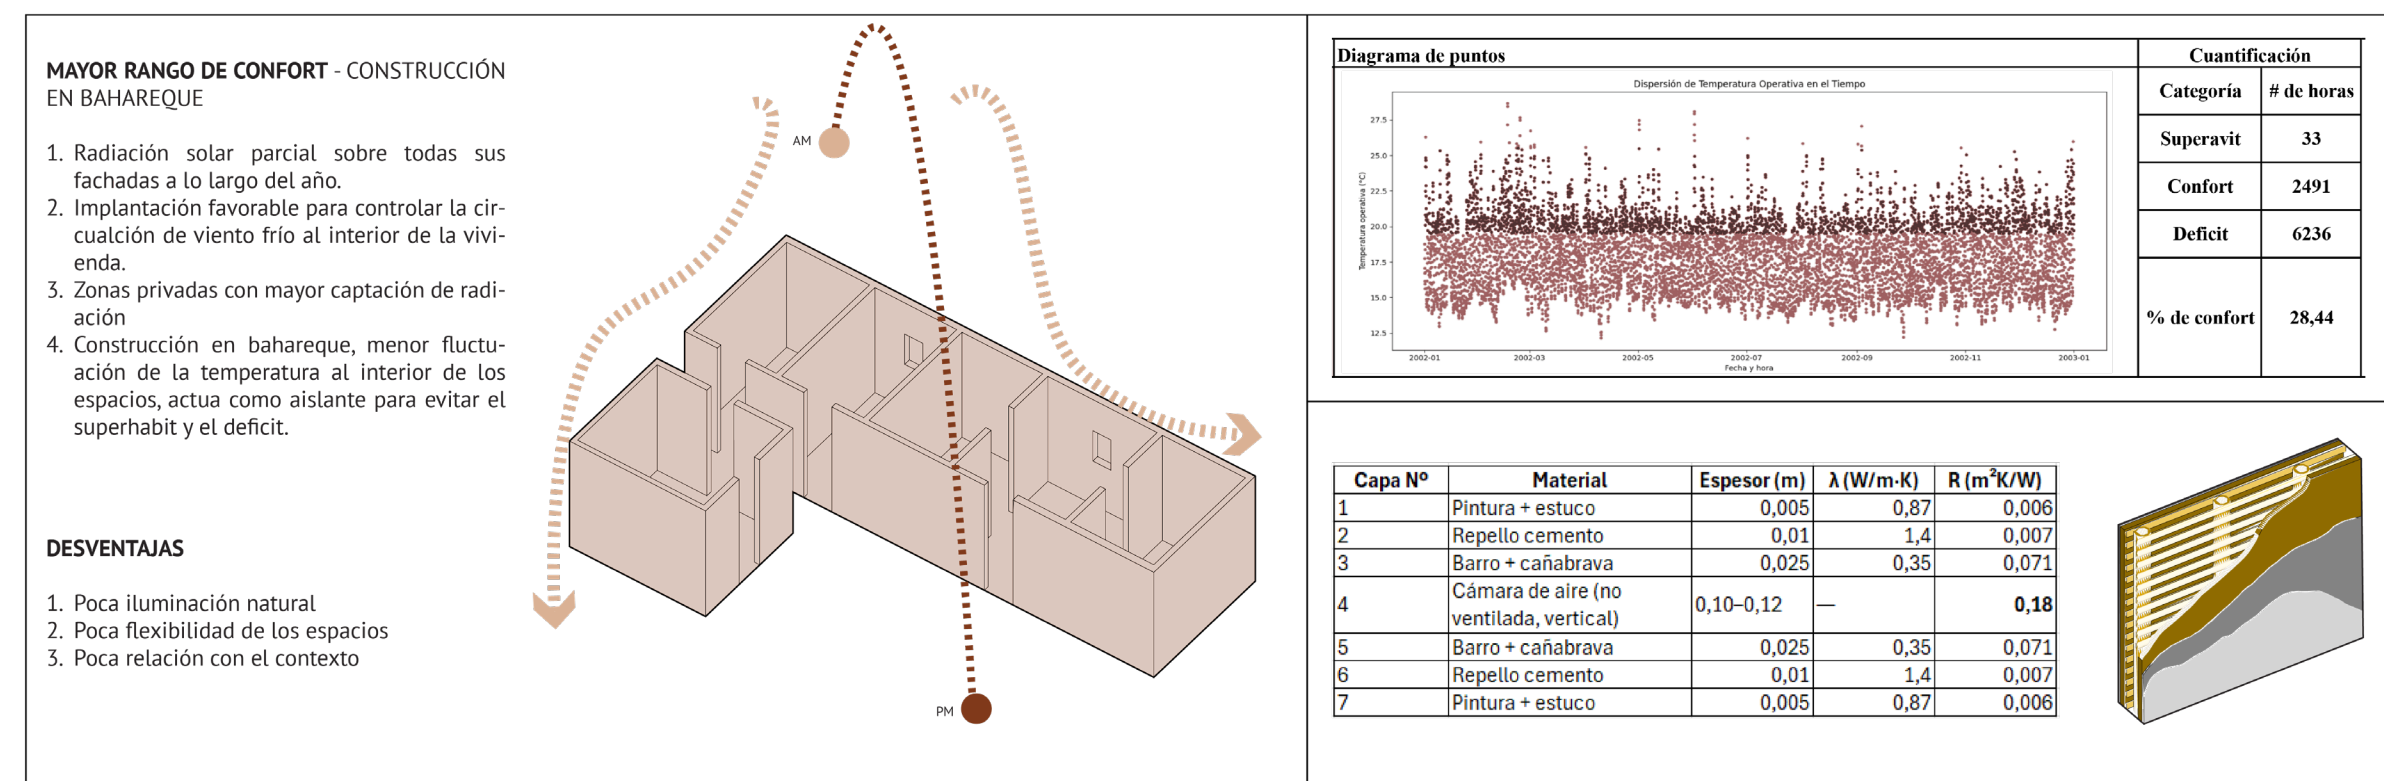 MAYOR RANGO DE CONFORT - CONSTRUCCIÓN
EN BAHAREQUE
1. Radiación solar parcial sobre todas sus
fachadas a lo largo del año.
2. Implantación favorable para controlar la cir-
cualción de viento frío al interior de la vivi-
enda.
3. Zonas privadas con mayor captación de radi-
ación
4. Construcción en bahareque, menor fluctu-
ación de la temperatura al interior de los
espacios, actua como aislante para evitar el
superhabit y el deficit.
DESVENTAJAS
1. Poca iluminación natural
2. Poca flexibilidad de los espacios
3. Poca relación con el contexto
AM
PM
Diagrama de puntos
Dispersión de Temperatura Operativa en el Tiempo
Temperatura operativa (°C)
27.5
25.0
22.5
20.0
17.5
15.0
12.5
2002-01 2002-03 2002-05 2002-07 2002-09 2002-11 2003-01
Fecha y hora
Cuantificación
Categoría # de horas
Superavit 33
Confort 2491
Deficit 6236
% de confort 28,44
Capa Nº Material Espesor (m) λ (W/m·K) R (m²K/W)
1 Pintura + estuco 0,005 0,87 0,006
2 Repello cemento 0,01 1,4 0,007
3 Barro + cañabrava 0,025 0,35 0,071
4 Cámara de aire (no 0,10–0,12 — 0,18
ventilada, vertical)
5 Barro + cañabrava 0,025 0,35 0,071
6 Repello cemento 0,01 1,4 0,007
7 Pintura + estuco 0,005 0,87 0,006